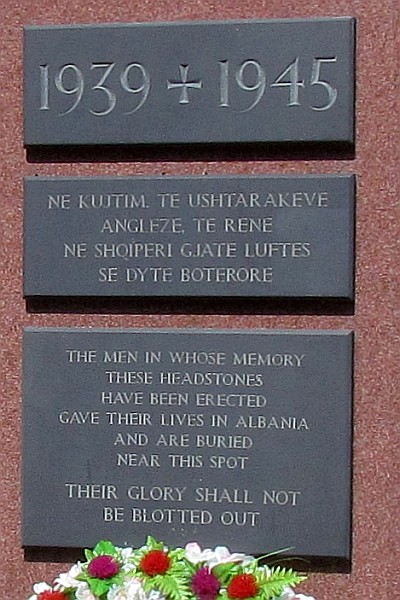 1939 ✝ 1945
NE KUJTIM. TE USHTARAKEVE
ANGLEZE, TE RENE
NE SHQIPERI GJATE LUFTES
SE DYTE BOTERORE
THE MEN IN WHOSE MEMORY
THESE HEADSTONES
HAVE BEEN ERECTED
GAVE THEIR LIVES IN ALBANIA
AND ARE BURIED
NEAR THIS SPOT
THEIR GLORY SHALL NOT
BE BLOTTED OUT